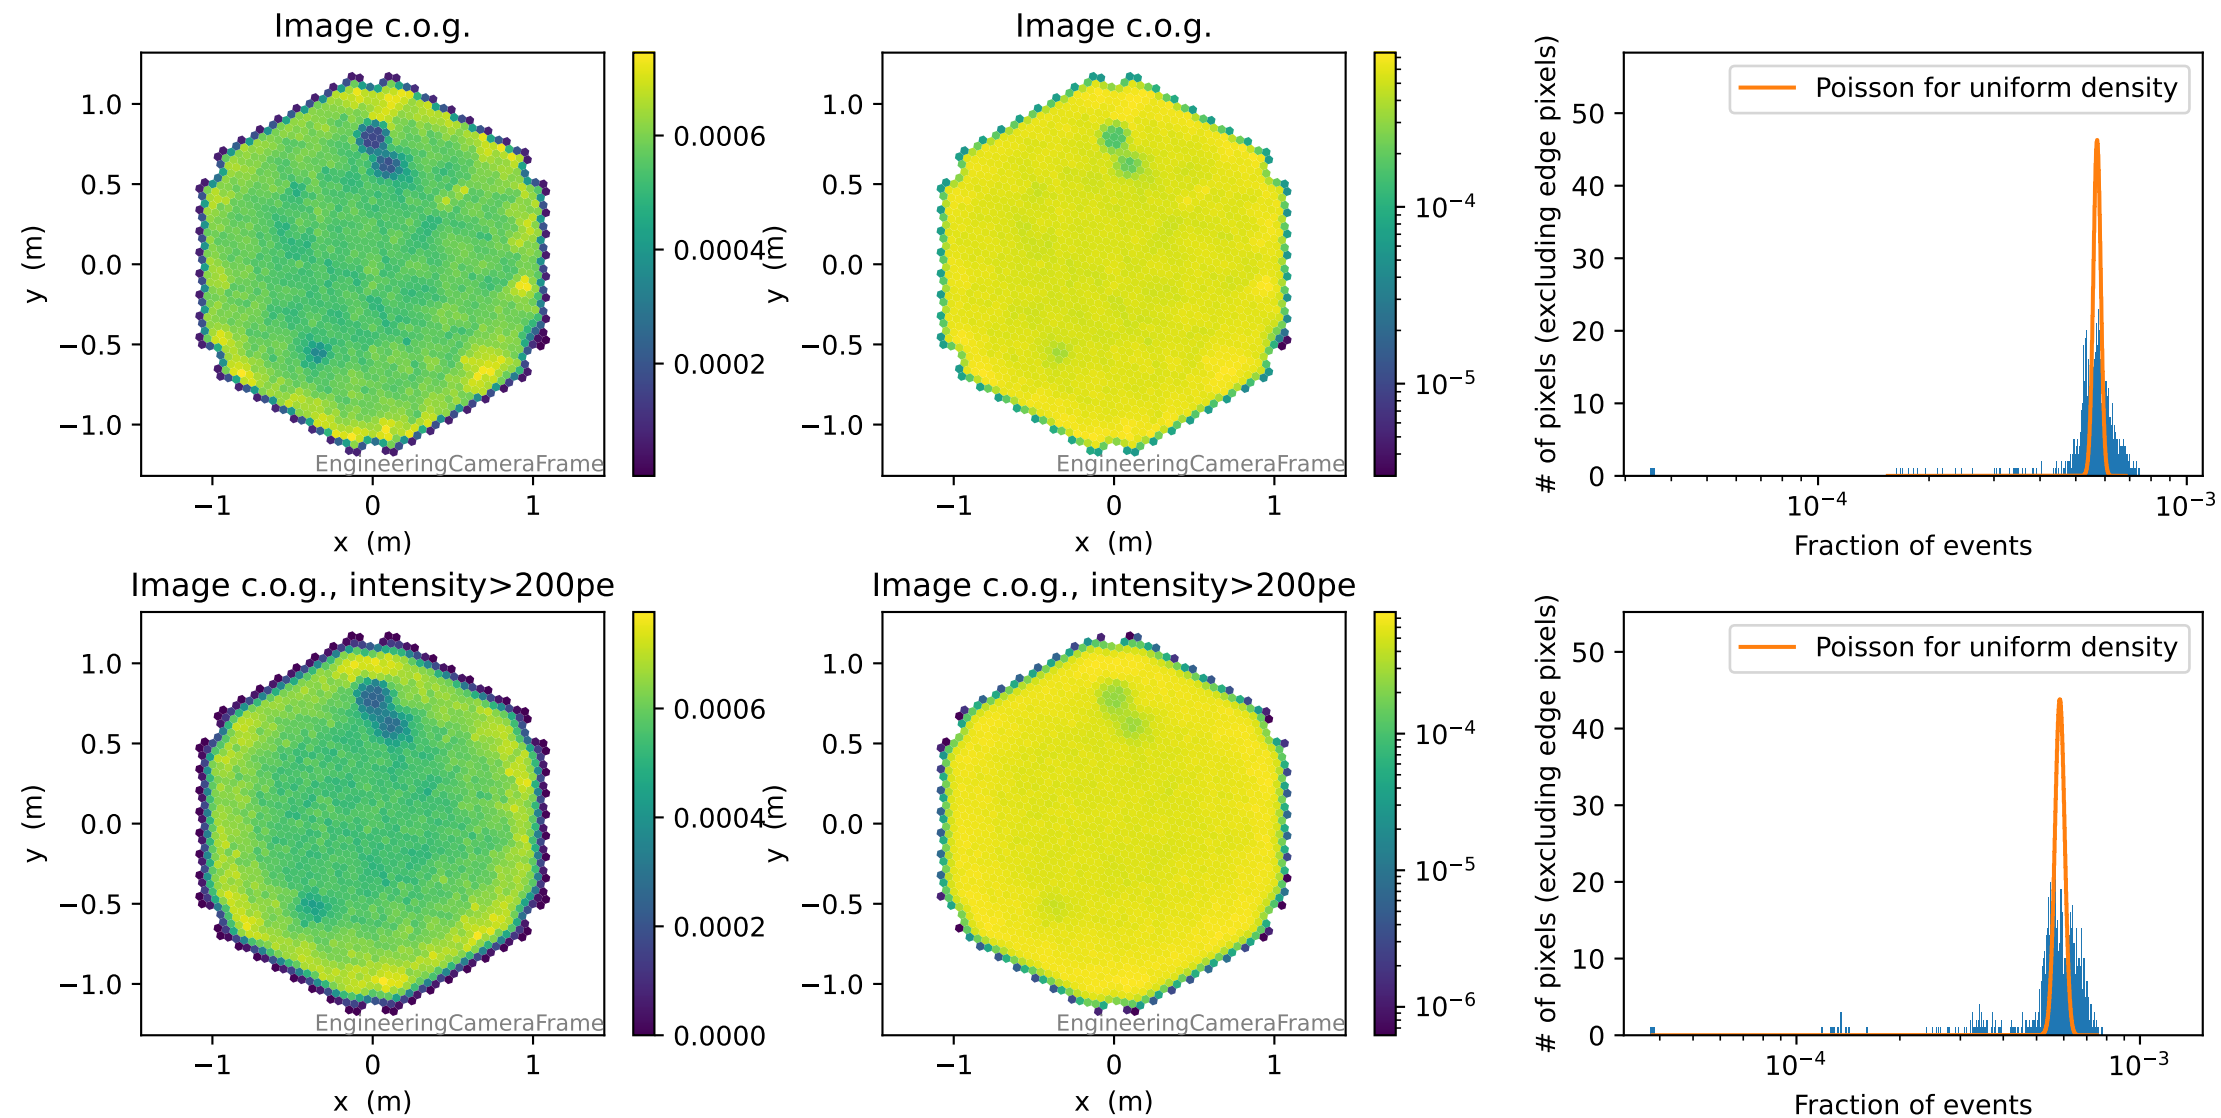 Image c.o.g.
1.0
0.5
0.0
−0.5
−1.0
y (m)
−1
0
1
x (m)
EngineeringCameraFrame
0.0006
0.0004
0.0002
Image c.o.g.
1.0
0.5
0.0
−0.5
−1.0
y (m)
−1
0
1
x (m)
EngineeringCameraFrame
10⁻⁴
10⁻⁵
# of pixels (excluding edge pixels)
50
40
30
20
10
0
Poisson for uniform density
10⁻⁴
10⁻³
Fraction of events
Image c.o.g., intensity>200pe
1.0
0.5
0.0
−0.5
−1.0
y (m)
−1
0
1
x (m)
EngineeringCameraFrame
0.0006
0.0004
0.0002
0.0000
Image c.o.g., intensity>200pe
1.0
0.5
0.0
−0.5
−1.0
y (m)
−1
0
1
x (m)
EngineeringCameraFrame
10⁻⁴
10⁻⁵
10⁻⁶
# of pixels (excluding edge pixels)
50
40
30
20
10
0
Poisson for uniform density
10⁻⁴
10⁻³
Fraction of events